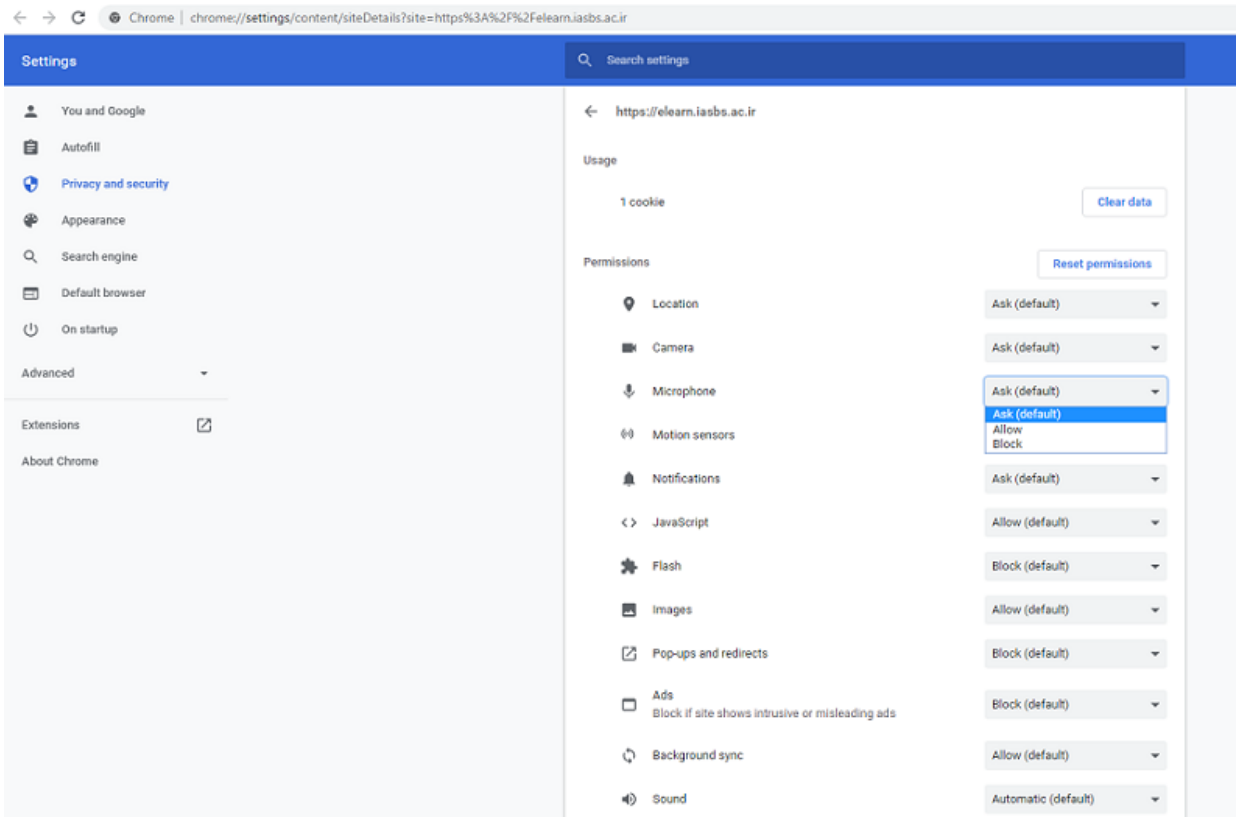 Chrome | chrome://settings/content/siteDetails?site=https%3A%2F%2Felearn.iasbs.ac.ir
Settings
Search settings
You and Google
Autofill
Privacy and security
Appearance
Search engine
Default browser
On startup
Advanced
Extensions
About Chrome
https://elearn.iasbs.ac.ir
Usage
1 cookie
Clear data
Permissions
Reset permissions
Location
Ask (default)
Camera
Ask (default)
Microphone
Ask (default)
Ask (default)
Allow
Block
Motion sensors
Notifications
Ask (default)
JavaScript
Allow (default)
Flash
Block (default)
Images
Allow (default)
Pop-ups and redirects
Block (default)
Ads
Block if site shows intrusive or misleading ads
Block (default)
Background sync
Allow (default)
Sound
Automatic (default)